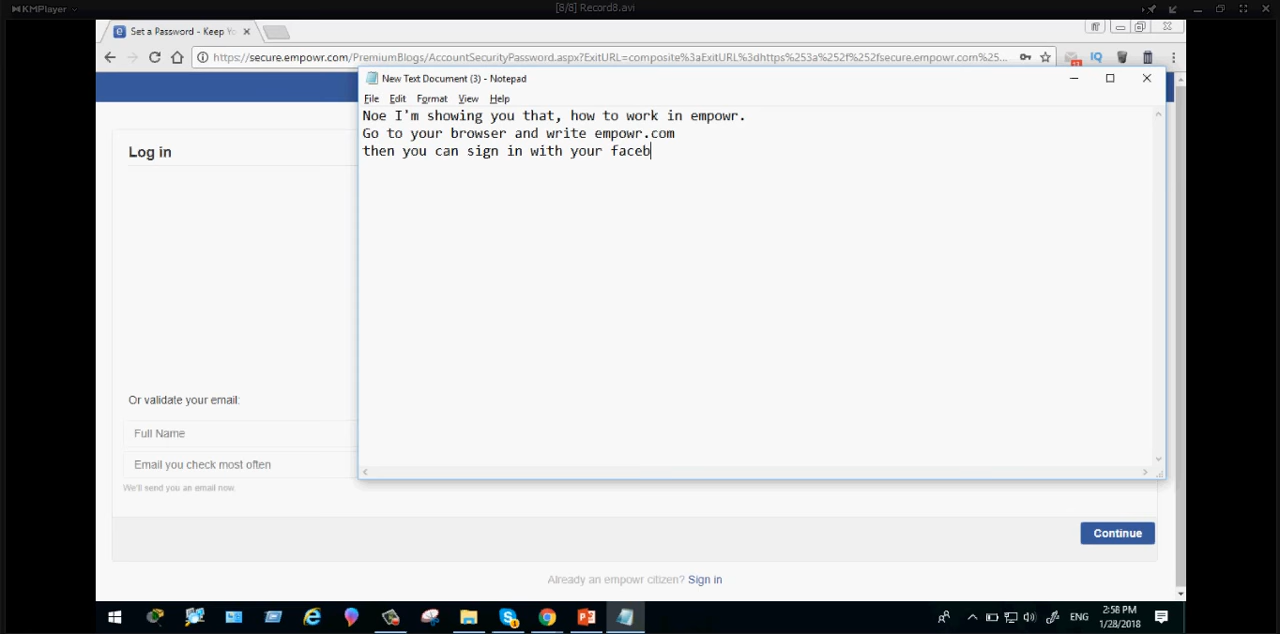 KMPlayer
[8/8] Record8.avi
Set a Password - Keep Yo
https://secure.empowr.com/PremiumBlogs/AccountSecurityPassword.aspx?ExitURL=composite%3aExitURL%3dhttps%253a%252f%252fsecure.empowr.com%25...
New Text Document (3) - Notepad
File Edit Format View Help
Noe I'm showing you that, how to work in empowr.
Go to your browser and write empowr.com
then you can sign in with your faceb
Log in
Or validate your email:
Full Name
Email you check most often
We'll send you an email now.
Continue
Already an empowr citizen? Sign in
ENG
2:58 PM
1/28/2018